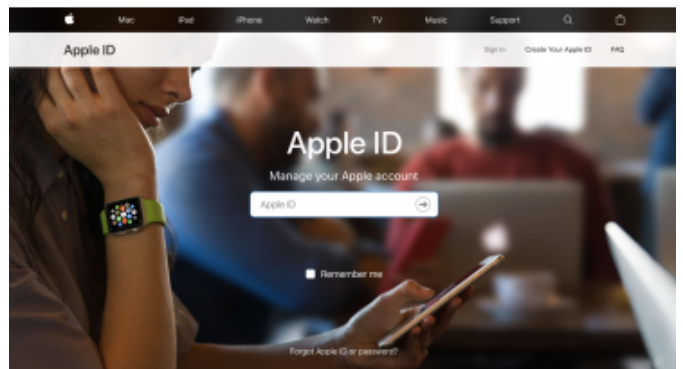 Mac iPad iPhone Watch TV Music Support
Apple ID
Sign In Create Your Apple ID FAQ
Apple ID
Manage your Apple account
Apple ID
Remember me
Forgot Apple ID or password?